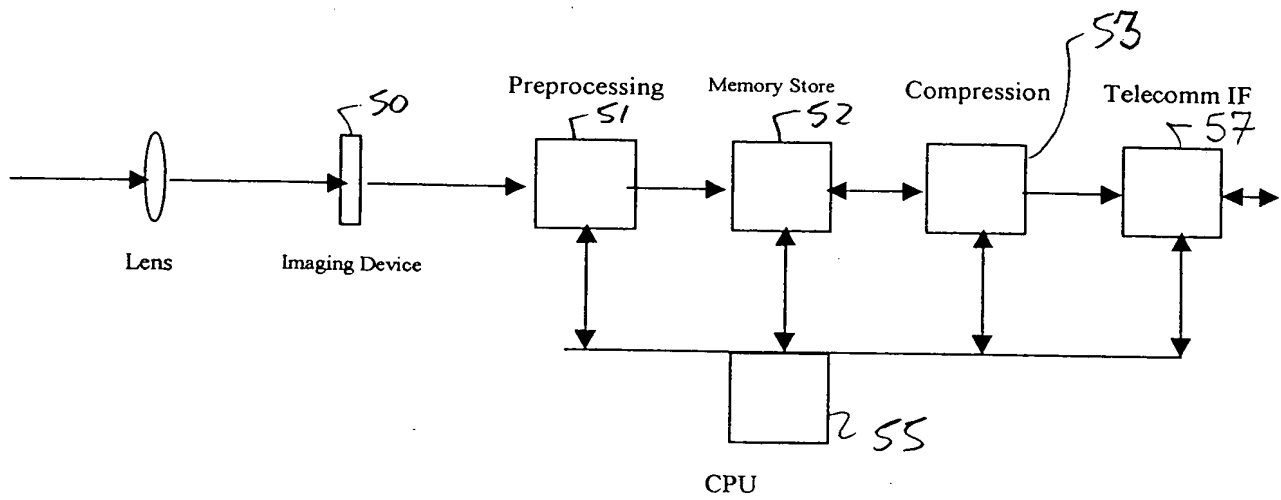 53
Preprocessing
Memory Store
Compression
Telecomm IF
50
51
52
57
Lens
Imaging Device
55
CPU